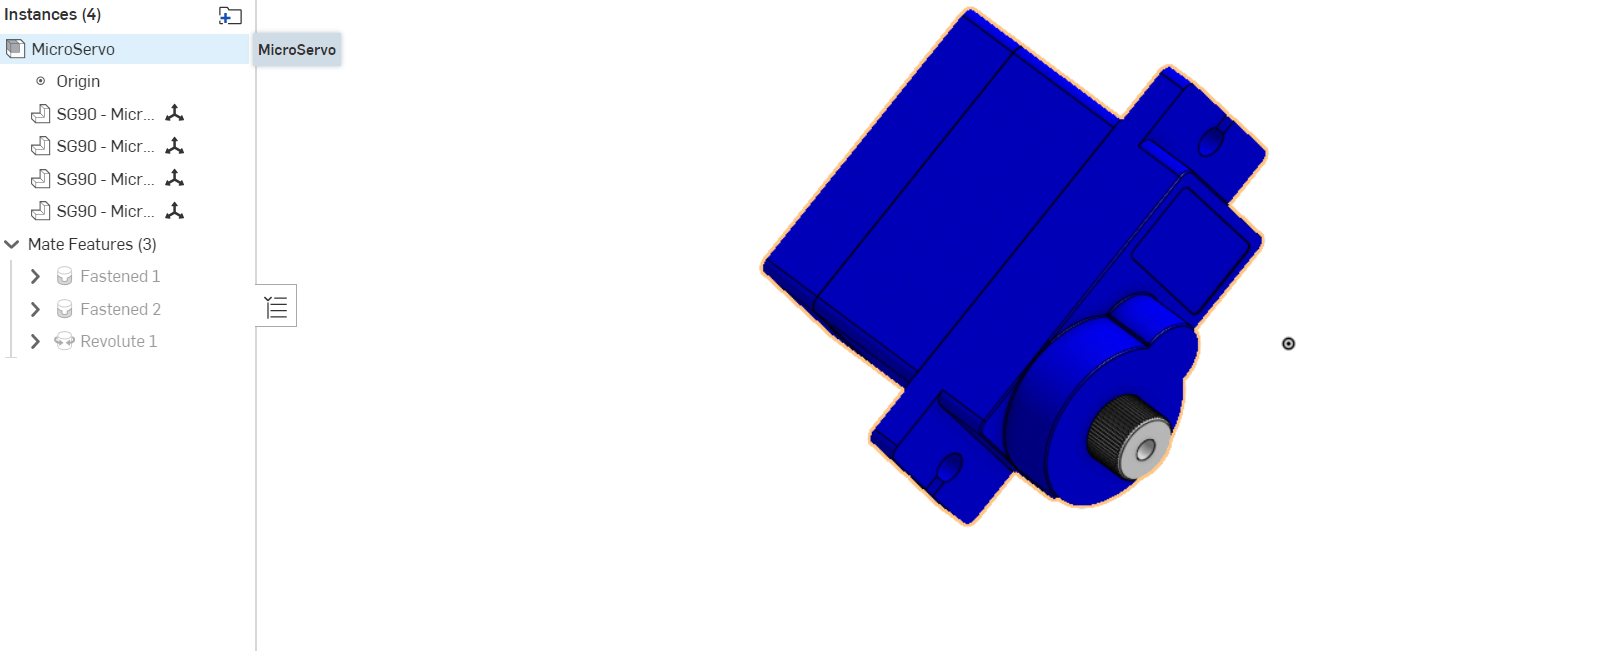 Instances (4)
MicroServo
MicroServo
Origin
SG90 - Micr...
SG90 - Micr...
SG90 - Micr...
SG90 - Micr...
Mate Features (3)
Fastened 1
Fastened 2
Revolute 1